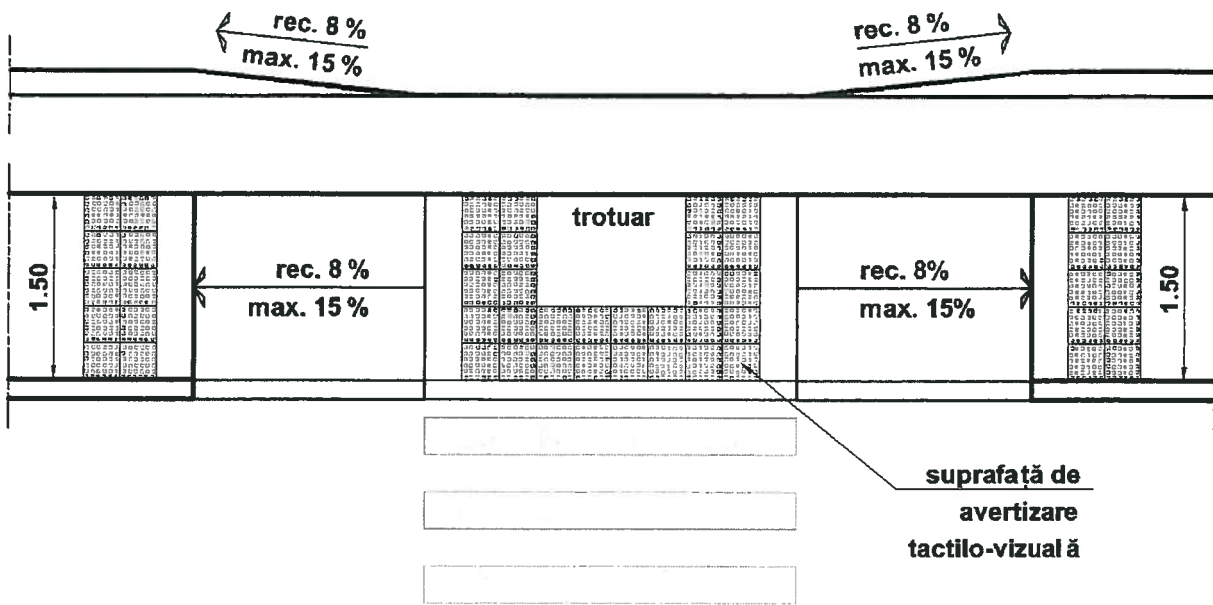 rec. 8 %
max. 15 %
rec. 8 %
max. 15 %
trotuar
1.50
rec. 8 %
max. 15 %
rec. 8%
max. 15%
1.50
suprafață de
avertizare
tactilo-vizuală